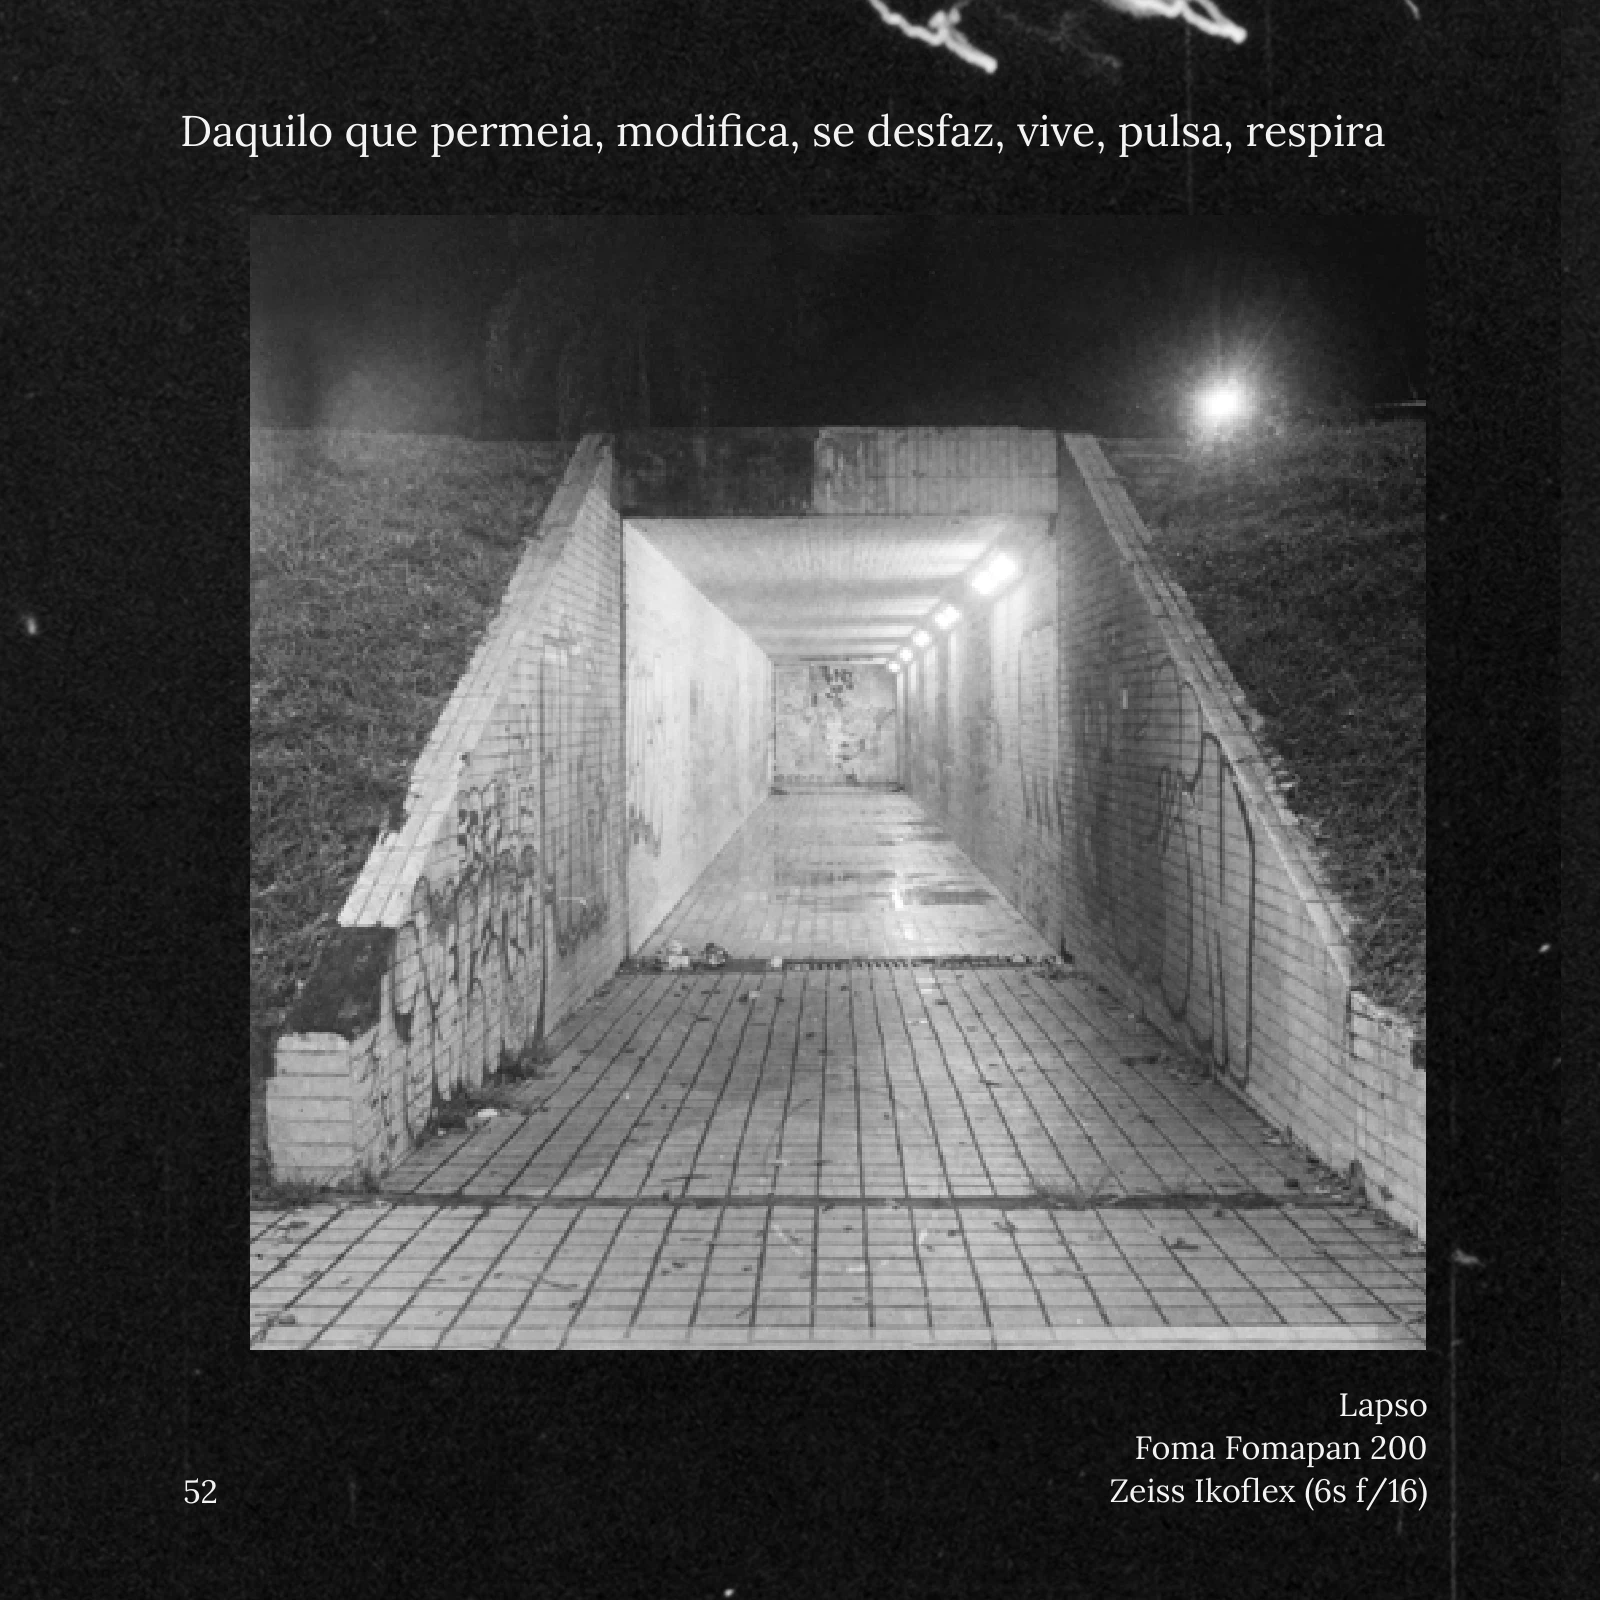 Daquilo que permeia, modifica, se desfaz, vive, pulsa, respira
Lapso
Foma Fomapan 200
Zeiss Ikoflex (6s f/16)
52